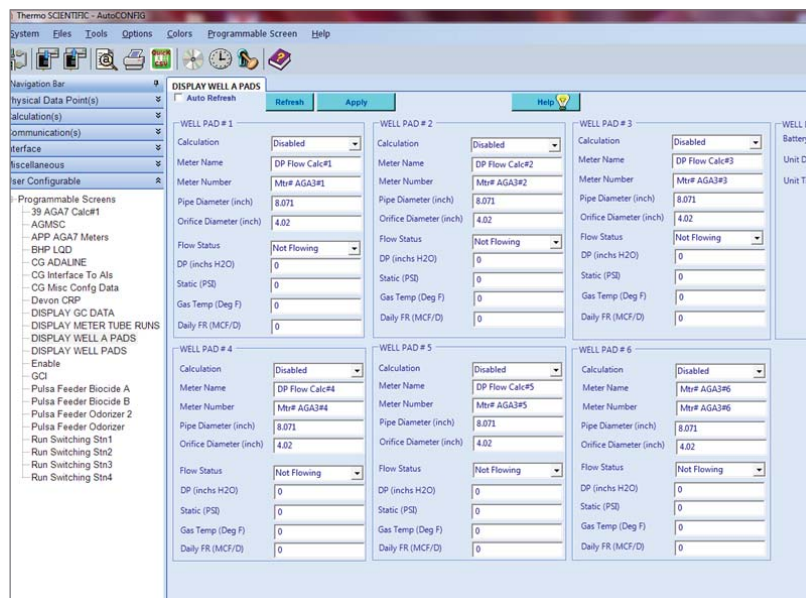 Thermo SCIENTIFIC - AutoCONFIG
System Files Tools Options Colors Programmable Screen Help
Navigation Bar
Physical Data Point(s)
Calculation(s)
Communication(s)
Interface
Miscellaneous
User Configurable
Programmable Screens
39 AGA7 Calc#1
AGMSC
APP AGA7 Meters
BHP LQD
CG ADALINE
CG Interface To AIs
CG Misc Confg Data
Devon CRP
DISPLAY GC DATA
DISPLAY METER TUBE RUNS
DISPLAY WELL A PADS
DISPLAY WELL PADS
Enable
GCI
Pulsa Feeder Biocide A
Pulsa Feeder Biocide B
Pulsa Feeder Odorizer 2
Pulsa Feeder Odorizer
Run Switching Stn1
Run Switching Stn2
Run Switching Stn3
Run Switching Stn4
DISPLAY WELL A PADS
Auto Refresh Refresh Apply Help
WELL PAD # 1
Calculation Disabled
Meter Name DP Flow Calc#1
Meter Number Mtr# AGA3#1
Pipe Diameter (inch) 8.071
Orifice Diameter (inch) 4.02
Flow Status Not Flowing
DP (inchs H2O) 0
Static (PSI) 0
Gas Temp (Deg F) 0
Daily FR (MCF/D) 0
WELL PAD # 2
Calculation Disabled
Meter Name DP Flow Calc#2
Meter Number Mtr# AGA3#2
Pipe Diameter (inch) 8.071
Orifice Diameter (inch) 4.02
Flow Status Not Flowing
DP (inchs H2O) 0
Static (PSI) 0
Gas Temp (Deg F) 0
Daily FR (MCF/D) 0
WELL PAD # 3
Calculation Disabled
Meter Name DP Flow Calc#3
Meter Number Mtr# AGA3#3
Pipe Diameter (inch) 8.071
Orifice Diameter (inch) 4.02
Flow Status Not Flowing
DP (inchs H2O) 0
Static (PSI) 0
Gas Temp (Deg F) 0
Daily FR (MCF/D) 0
WELL
Battery
Unit D
Unit T
WELL PAD # 4
Calculation Disabled
Meter Name DP Flow Calc#4
Meter Number Mtr# AGA3#4
Pipe Diameter (inch) 8.071
Orifice Diameter (inch) 4.02
Flow Status Not Flowing
DP (inchs H2O) 0
Static (PSI) 0
Gas Temp (Deg F) 0
Daily FR (MCF/D) 0
WELL PAD # 5
Calculation Disabled
Meter Name DP Flow Calc#5
Meter Number Mtr# AGA3#5
Pipe Diameter (inch) 8.071
Orifice Diameter (inch) 4.02
Flow Status Not Flowing
DP (inchs H2O) 0
Static (PSI) 0
Gas Temp (Deg F) 0
Daily FR (MCF/D) 0
WELL PAD # 6
Calculation Disabled
Meter Name Mtr# AGA3#6
Meter Number Mtr# AGA3#6
Pipe Diameter (inch) 8.071
Orifice Diameter (inch) 4.02
Flow Status Not Flowing
DP (inchs H2O) 0
Static (PSI) 0
Gas Temp (Deg F) 0
Daily FR (MCF/D) 0